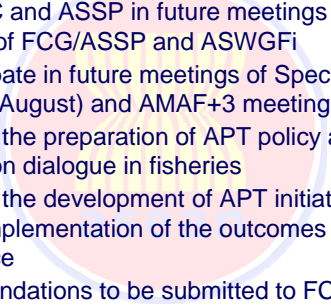 C and ASSP in future meetings
of FCG/ASSP and ASWGFi
pate in future meetings of Spec
August) and AMAF+3 meeting
the preparation of APT policy a
on dialogue in fisheries
the development of APT initiat
mplementation of the outcomes
ce
ndations to be submitted to FC